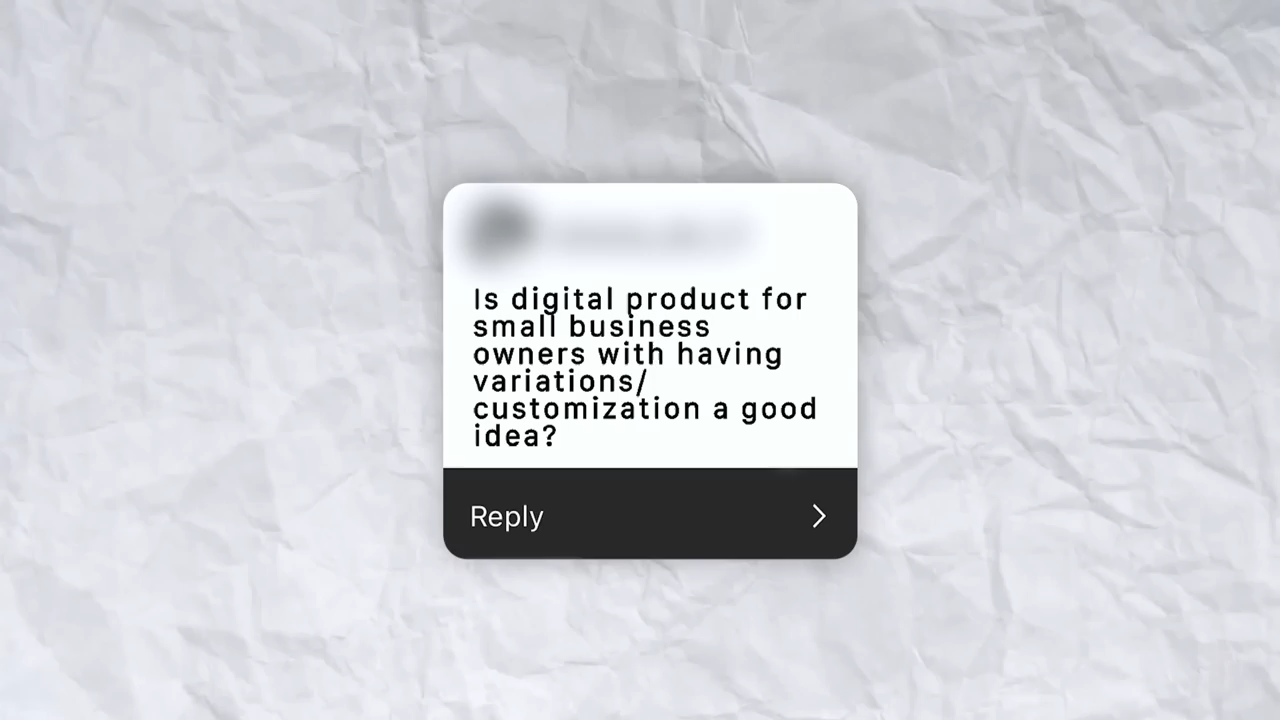 Is digital product for
small business
owners with having
variations/
customization a good
idea?
Reply